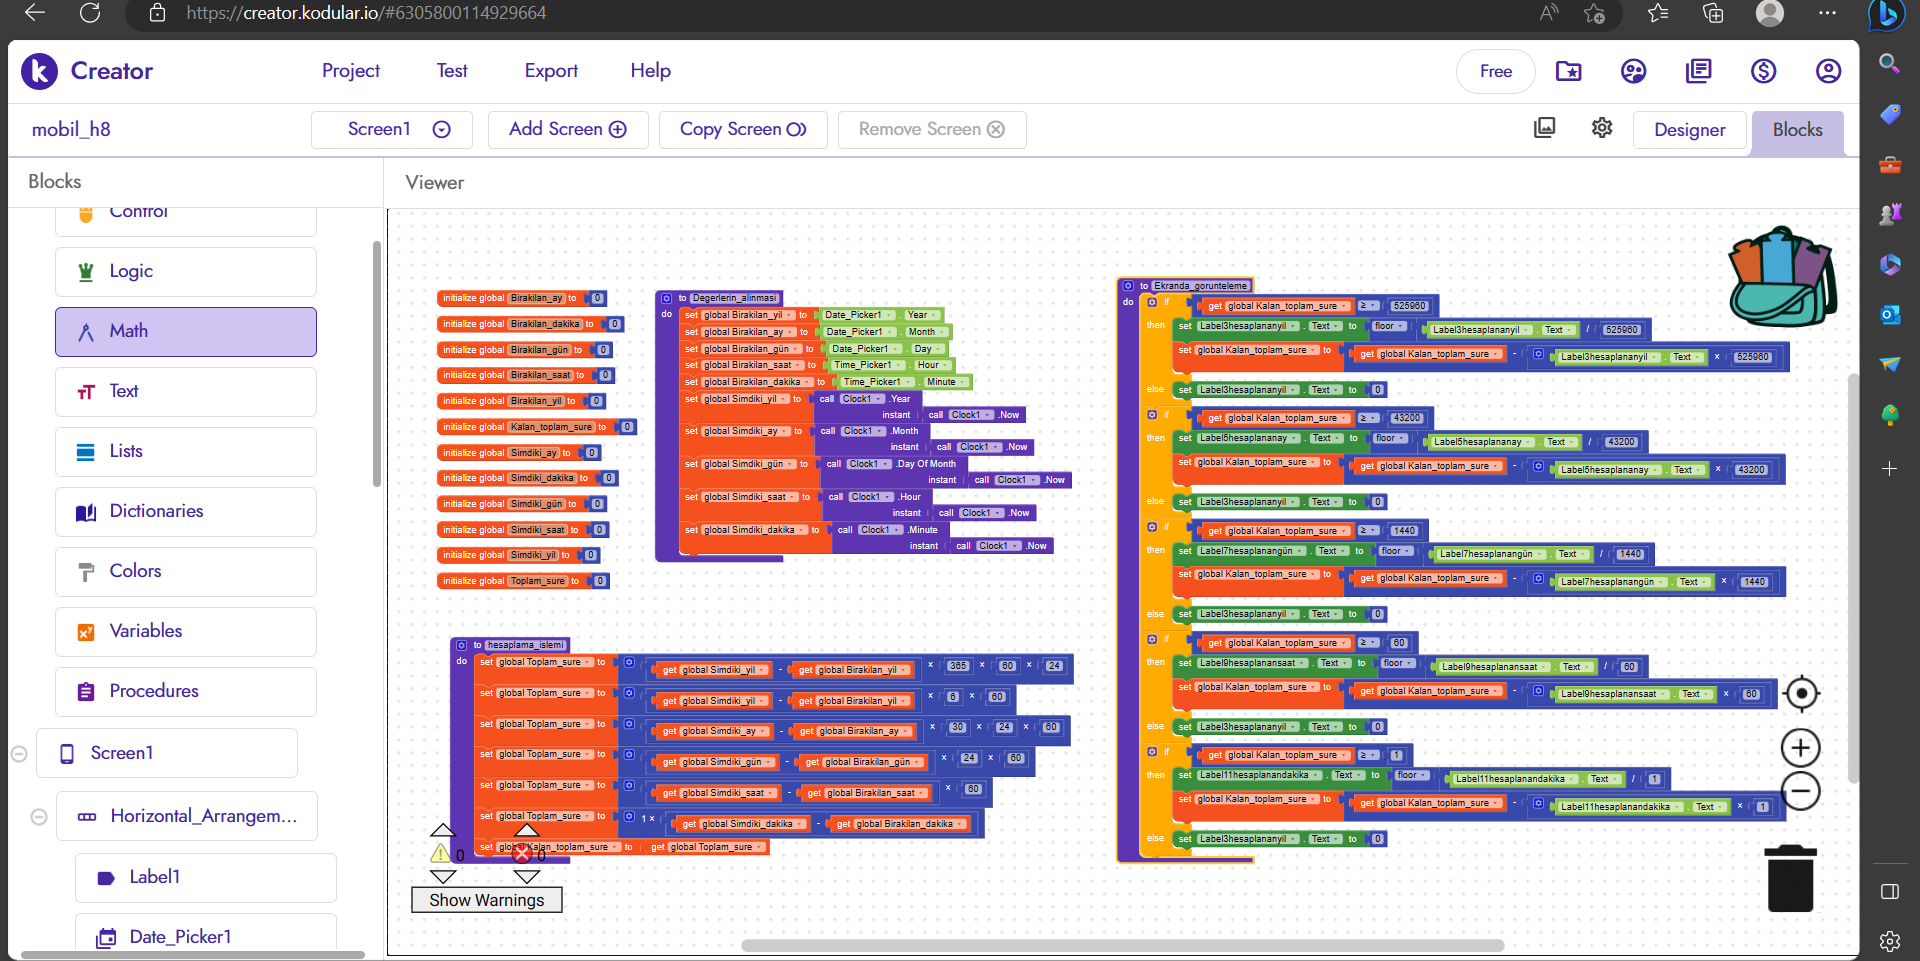 https://creator.kodular.io/#6305800114929664
Creator
Project Test Export Help
Free
mobil_h8
Screen1
Add Screen
Copy Screen
Remove Screen
Designer
Blocks
Blocks
Viewer
Control
Logic
Math
Text
Lists
Dictionaries
Colors
Variables
Procedures
Screen1
Horizontal_Arrangem...
Label1
Date_Picker1
initialize global Birakilan_ay to 0
initialize global Birakilan_dakika to 0
initialize global Birakilan_gün to 0
initialize global Birakilan_saat to 0
initialize global Birakilan_yil to 0
initialize global Kalan_toplam_sure to 0
initialize global Simdiki_ay to 0
initialize global Simdiki_dakika to 0
initialize global Simdiki_gün to 0
initialize global Simdiki_saat to 0
initialize global Simdiki_yil to 0
initialize global Toplam_sure to 0
to Degerlerin_alinmasi
do set global Birakilan_yil to Date_Picker1 . Year
set global Birakilan_ay to Date_Picker1 . Month
set global Birakilan_gün to Date_Picker1 . Day
set global Birakilan_saat to Time_Picker1 . Hour
set global Birakilan_dakika to Time_Picker1 . Minute
set global Simdiki_yil to call Clock1 .Year
instant call Clock1 .Now
set global Simdiki_ay to call Clock1 .Month
instant call Clock1 .Now
set global Simdiki_gün to call Clock1 .Day Of Month
instant call Clock1 .Now
set global Simdiki_saat to call Clock1 .Hour
instant call Clock1 .Now
set global Simdiki_dakika to call Clock1 .Minute
instant call Clock1 .Now
to hesaplama_islemi
do set global Toplam_sure to get global Simdiki_yil - get global Birakilan_yil × 365 × 60 × 24
set global Toplam_sure to get global Simdiki_yil - get global Birakilan_yil × 6 × 60
set global Toplam_sure to get global Simdiki_ay - get global Birakilan_ay × 30 × 24 × 60
set global Toplam_sure to get global Simdiki_gün - get global Birakilan_gün × 24 × 60
set global Toplam_sure to get global Simdiki_saat - get global Birakilan_saat × 60
set global Toplam_sure to 1 × get global Simdiki_dakika - get global Birakilan_dakika
set global Kalan_toplam_sure to get global Toplam_sure
0 0
Show Warnings
to Ekranda_gorunteleme
do if get global Kalan_toplam_sure ≥ 525960
then set Label3hesaplananyil . Text to floor Label3hesaplananyil . Text / 525960
set global Kalan_toplam_sure to get global Kalan_toplam_sure - Label3hesaplananyil . Text × 525960
else set Label3hesaplananyil . Text to 0
if get global Kalan_toplam_sure ≥ 43200
then set Label5hesaplananay . Text to floor Label5hesaplananay . Text / 43200
set global Kalan_toplam_sure to get global Kalan_toplam_sure - Label5hesaplananay . Text × 43200
else set Label3hesaplananyil . Text to 0
if get global Kalan_toplam_sure ≥ 1440
then set Label7hesaplanangün . Text to floor Label7hesaplanangün . Text / 1440
set global Kalan_toplam_sure to get global Kalan_toplam_sure - Label7hesaplanangün . Text × 1440
else set Label3hesaplananyil . Text to 0
if get global Kalan_toplam_sure ≥ 60
then set Label9hesaplanansaat . Text to floor Label9hesaplanansaat . Text / 60
set global Kalan_toplam_sure to get global Kalan_toplam_sure - Label9hesaplanansaat . Text × 60
else set Label3hesaplananyil . Text to 0
if get global Kalan_toplam_sure ≥ 1
then set Label11hesaplanandakika . Text to floor Label11hesaplanandakika . Text / 1
set global Kalan_toplam_sure to get global Kalan_toplam_sure - Label11hesaplanandakika . Text × 1
else set Label3hesaplananyil . Text to 0